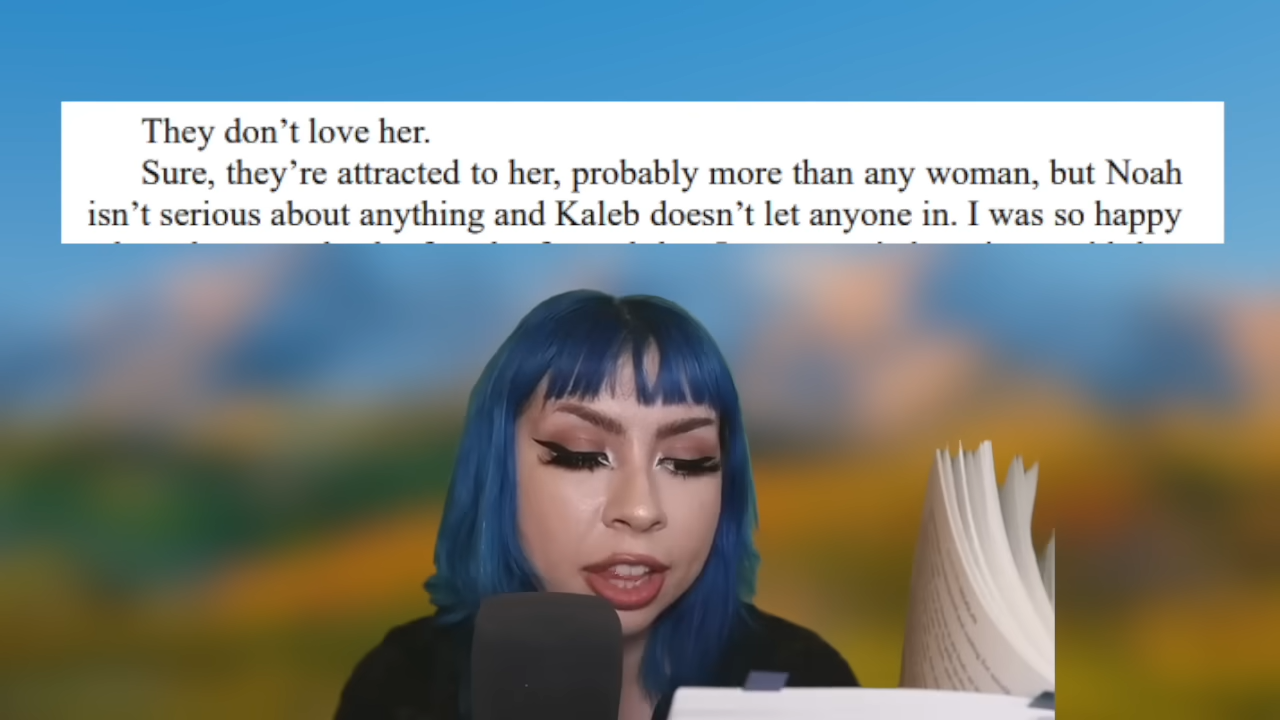 They don’t love her.
Sure, they’re attracted to her, probably more than any woman, but Noah
isn’t serious about anything and Kaleb doesn’t let anyone in. I was so happy